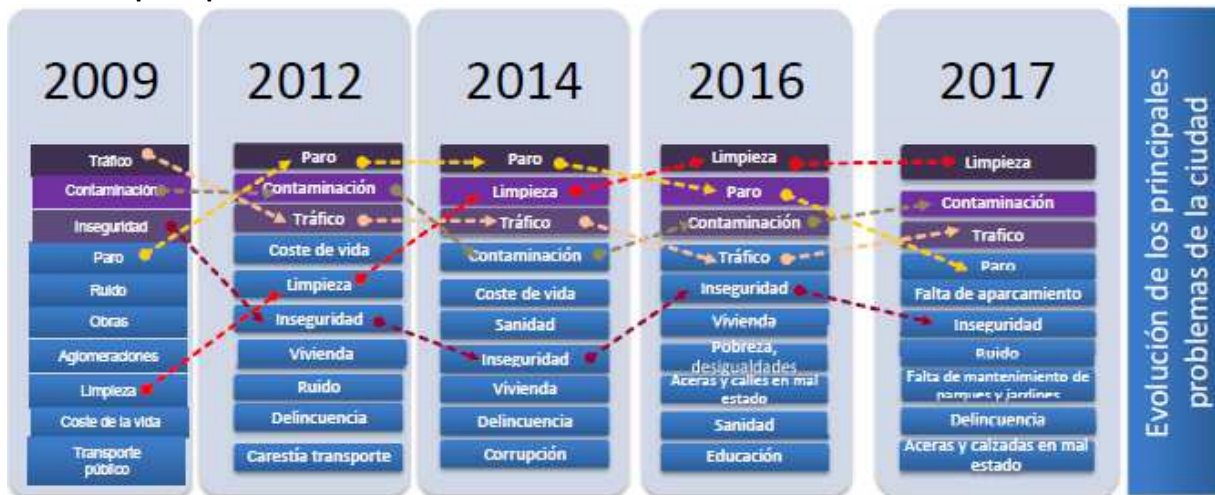 2009
Tráfico
Contaminación
Inseguridad
Paro
Ruido
Obras
Aglomeraciones
Limpieza
Coste de la vida
Transporte
público
2012
Paro
Contaminación
Tráfico
Coste de vida
Limpieza
Inseguridad
Vivienda
Ruido
Delincuencia
Carestía transporte
2014
Paro
Limpieza
Tráfico
Contaminación
Coste de vida
Sanidad
Inseguridad
Vivienda
Delincuencia
Corrupción
2016
Limpieza
Paro
Contaminación
Tráfico
Inseguridad
Vivienda
Pobreza,
desigualdades
Aceras y calles en mal
estado
Sanidad
Educación
2017
Limpieza
Contaminación
Trafico
Paro
Falta de aparcamiento
Inseguridad
Ruido
Falta de mantenimiento de
parques y jardines
Delincuencia
Aceras y calzadas en mal
estado
Evolución de los principales
problemas de la ciudad